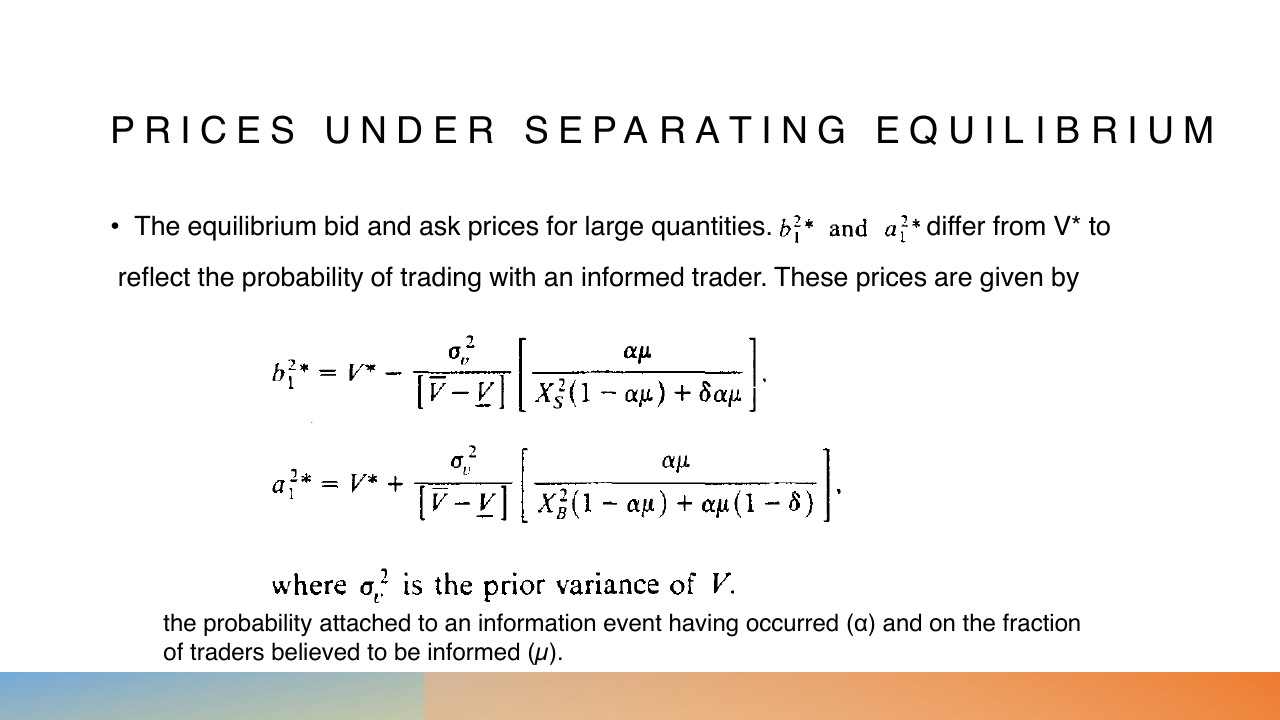 PRICES UNDER SEPARATING EQUILIBRIUM
• The equilibrium bid and ask prices for large quantities. b₁²* and a₁²* differ from V* to
reflect the probability of trading with an informed trader. These prices are given by
b₁²* = V* − σᵥ² / [V̅ − V̲] [ αμ / (X_S²(1 − αμ) + δαμ) ].
a₁²* = V* + σᵥ² / [V̅ − V̲] [ αμ / (X_B²(1 − αμ) + αμ(1 − δ)) ],
where σᵥ² is the prior variance of V.
the probability attached to an information event having occurred (α) and on the fraction
of traders believed to be informed (μ).